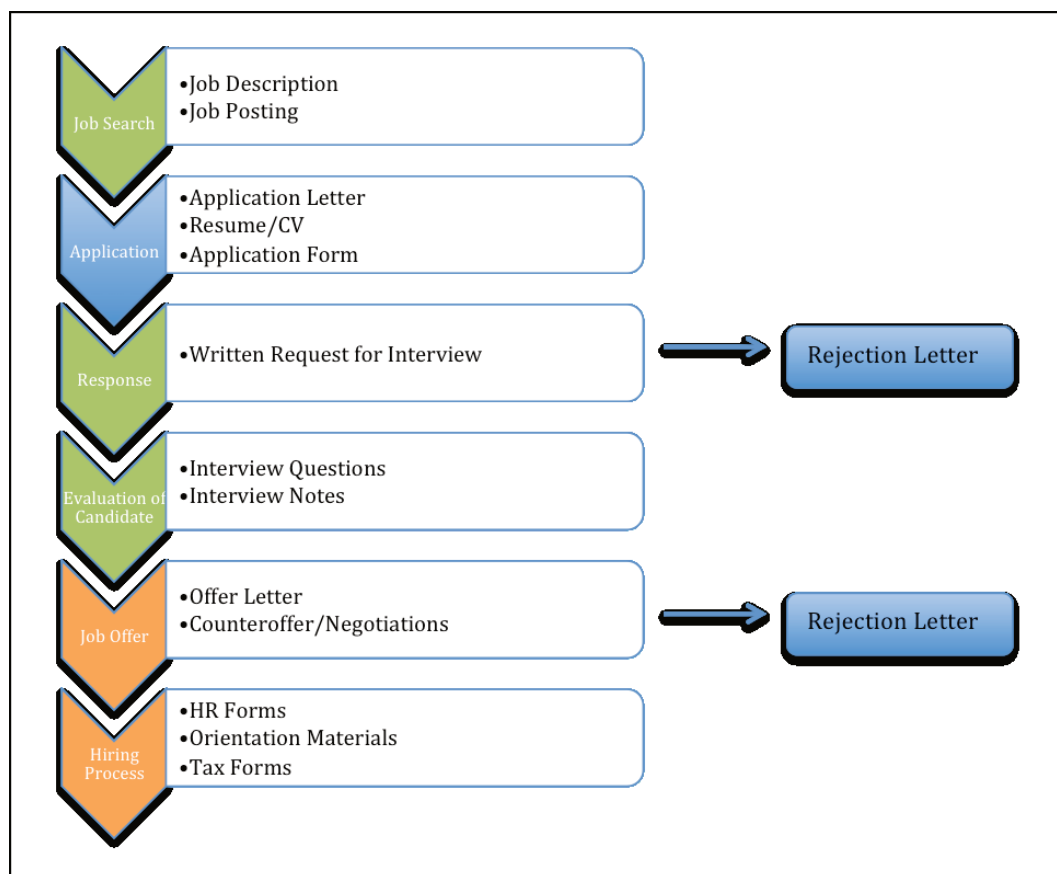 Job Search
•Job Description
•Job Posting
Application
•Application Letter
•Resume/CV
•Application Form
Response
•Written Request for Interview
Rejection Letter
Evaluation of
Candidate
•Interview Questions
•Interview Notes
Job Offer
•Offer Letter
•Counteroffer/Negotiations
Rejection Letter
Hiring
Process
•HR Forms
•Orientation Materials
•Tax Forms